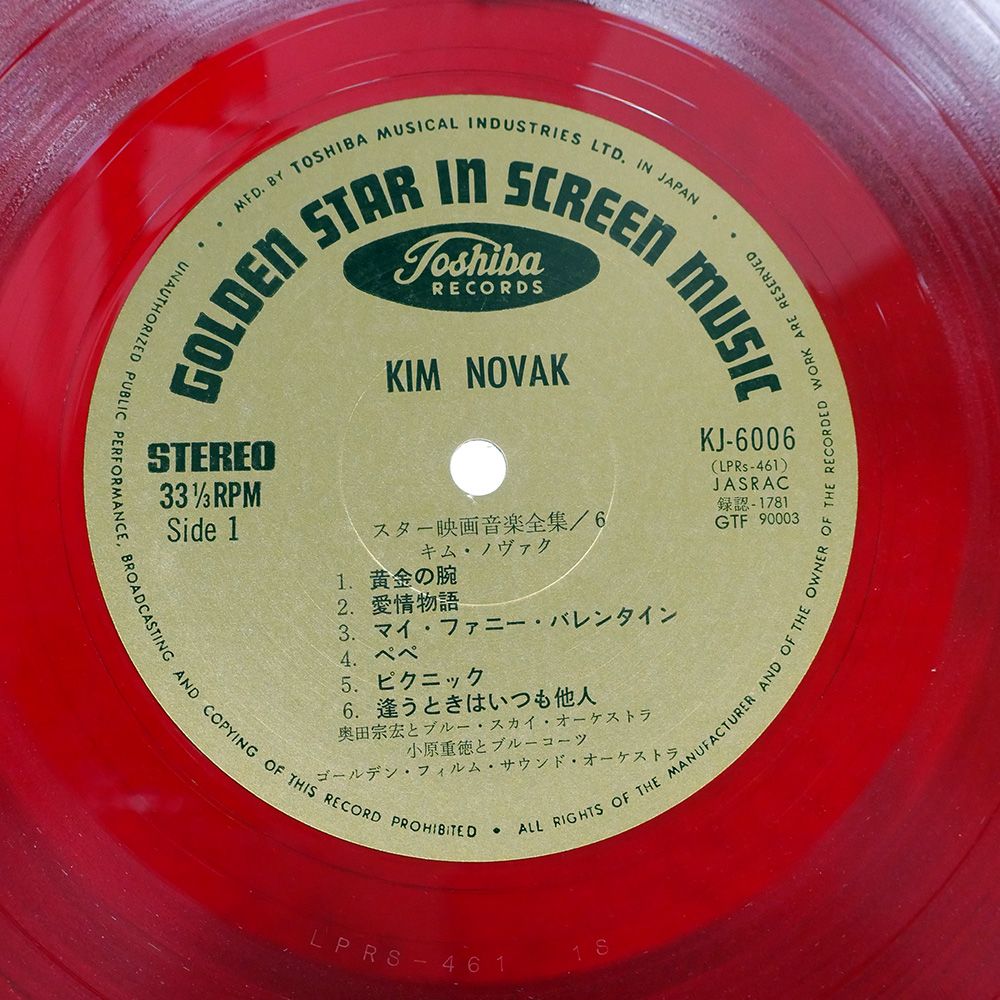 MFD. BY TOSHIBA MUSICAL INDUSTRIES LTD. IN JAPAN
GOLDEN STAR IN SCREEN MUSIC
Toshiba
RECORDS
KIM NOVAK
STEREO
33 1/3 RPM
Side 1
KJ-6006
(LPRs-461)
JASRAC
録認-1781
GTF 90003
スター映画音楽全集/6
キム・ノヴァク
1. 黄金の腕
2. 愛情物語
3. マイ・ファニー・バレンタイン
4. ペペ
5. ピクニック
6. 逢うときはいつも他人
奥田宗宏とブルー・スカイ・オーケストラ
小原重徳とブルーコーツ
ゴールデン・フィルム・サウンド・オーケストラ
UNAUTHORIZED PUBLIC PERFORMANCE, BROADCASTING AND COPYING OF THIS RECORD PROHIBITED • ALL RIGHTS OF THE MANUFACTURER AND OF THE OWNER OF THE RECORDED WORK ARE RESERVED
LPRS-461 1S